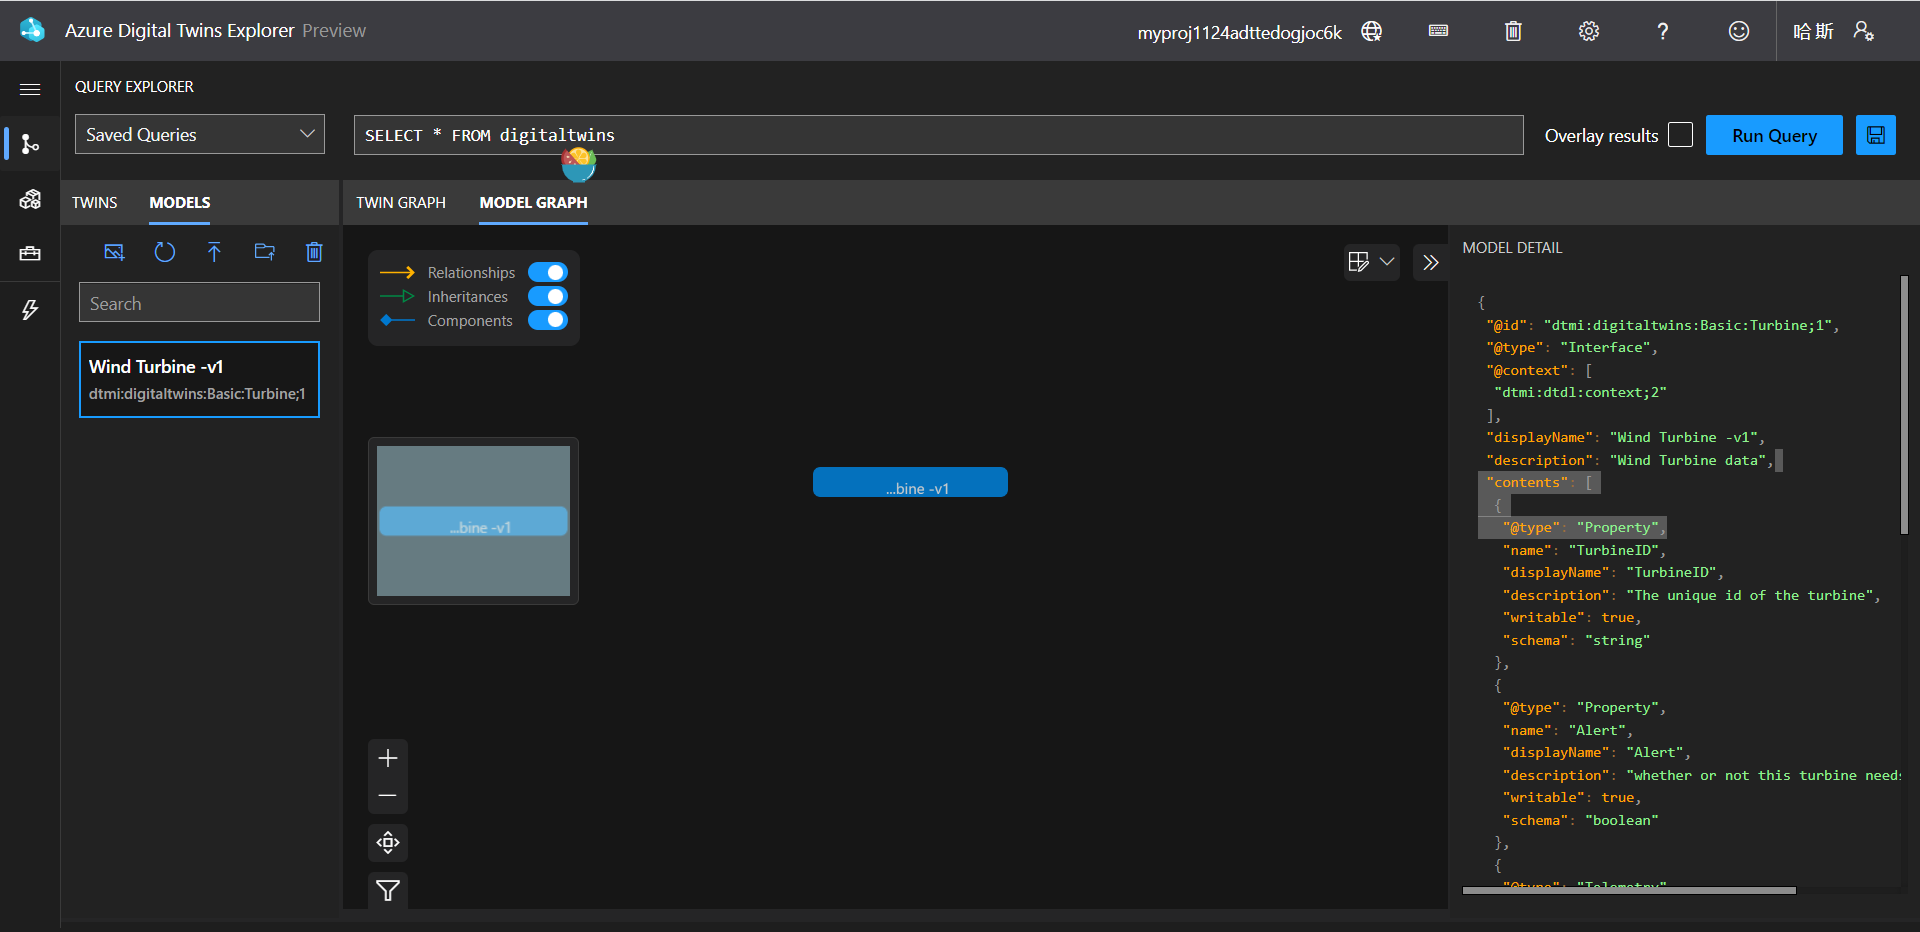 Azure Digital Twins Explorer Preview
myproj1124adttedogjoc6k
?
哈 斯
QUERY EXPLORER
Saved Queries
SELECT * FROM digitaltwins
Overlay results
Run Query
TWINS
MODELS
TWIN GRAPH
MODEL GRAPH
Search
Wind Turbine -v1
dtmi:digitaltwins:Basic:Turbine;1
Relationships
Inheritances
Components
...bine -v1
...bine -v1
MODEL DETAIL
{
"@id": "dtmi:digitaltwins:Basic:Turbine;1",
"@type": "Interface",
"@context": [
"dtmi:dtdl:context;2"
],
"displayName": "Wind Turbine -v1",
"description": "Wind Turbine data",
"contents": [
{
"@type": "Property",
"name": "TurbineID",
"displayName": "TurbineID",
"description": "The unique id of the turbine",
"writable": true,
"schema": "string"
},
{
"@type": "Property",
"name": "Alert",
"displayName": "Alert",
"description": "whether or not this turbine needs
"writable": true,
"schema": "boolean"
},
{
"@type": "Telemetry"